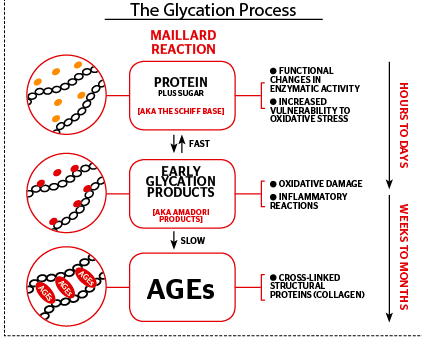 The Glycation Process
MAILLARD
REACTION
PROTEIN
PLUS SUGAR
[AKA THE SCHIFF BASE]
● FUNCTIONAL
CHANGES IN
ENZYMATIC ACTIVITY
● INCREASED
VULNERABILITY TO
OXIDATIVE STRESS
FAST
HOURS TO DAYS
EARLY
GLYCATION
PRODUCTS
[AKA AMADORI
PRODUCTS]
● OXIDATIVE DAMAGE
● INFLAMMATORY
REACTIONS
SLOW
WEEKS TO MONTHS
AGEs
AGEs
AGEs
AGEs
● CROSS-LINKED
STRUCTURAL
PROTEINS (COLLAGEN)